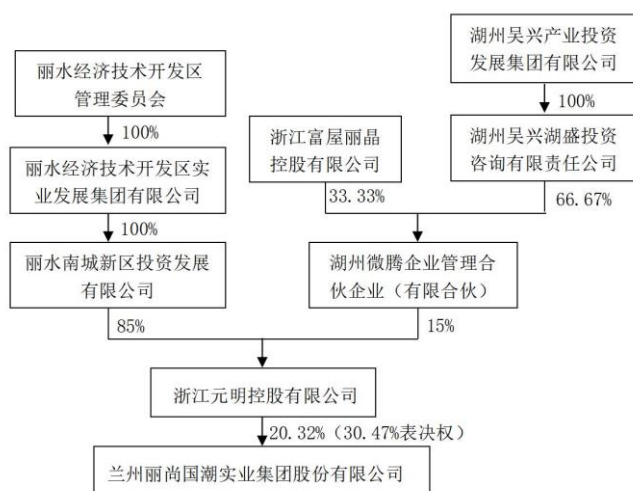 湖州吴兴产业投资
发展集团有限公司
丽水经济技术开发区
管理委员会
100%
100%
浙江富屋丽晶
控股有限公司
湖州吴兴湖盛投资
咨询有限责任公司
丽水经济技术开发区实
业发展集团有限公司
33.33%
66.67%
100%
丽水南城新区投资发展
有限公司
湖州微腾企业管理合
伙企业（有限合伙）
85%
15%
浙江元明控股有限公司
20.32%（30.47%表决权）
兰州丽尚国潮实业集团股份有限公司